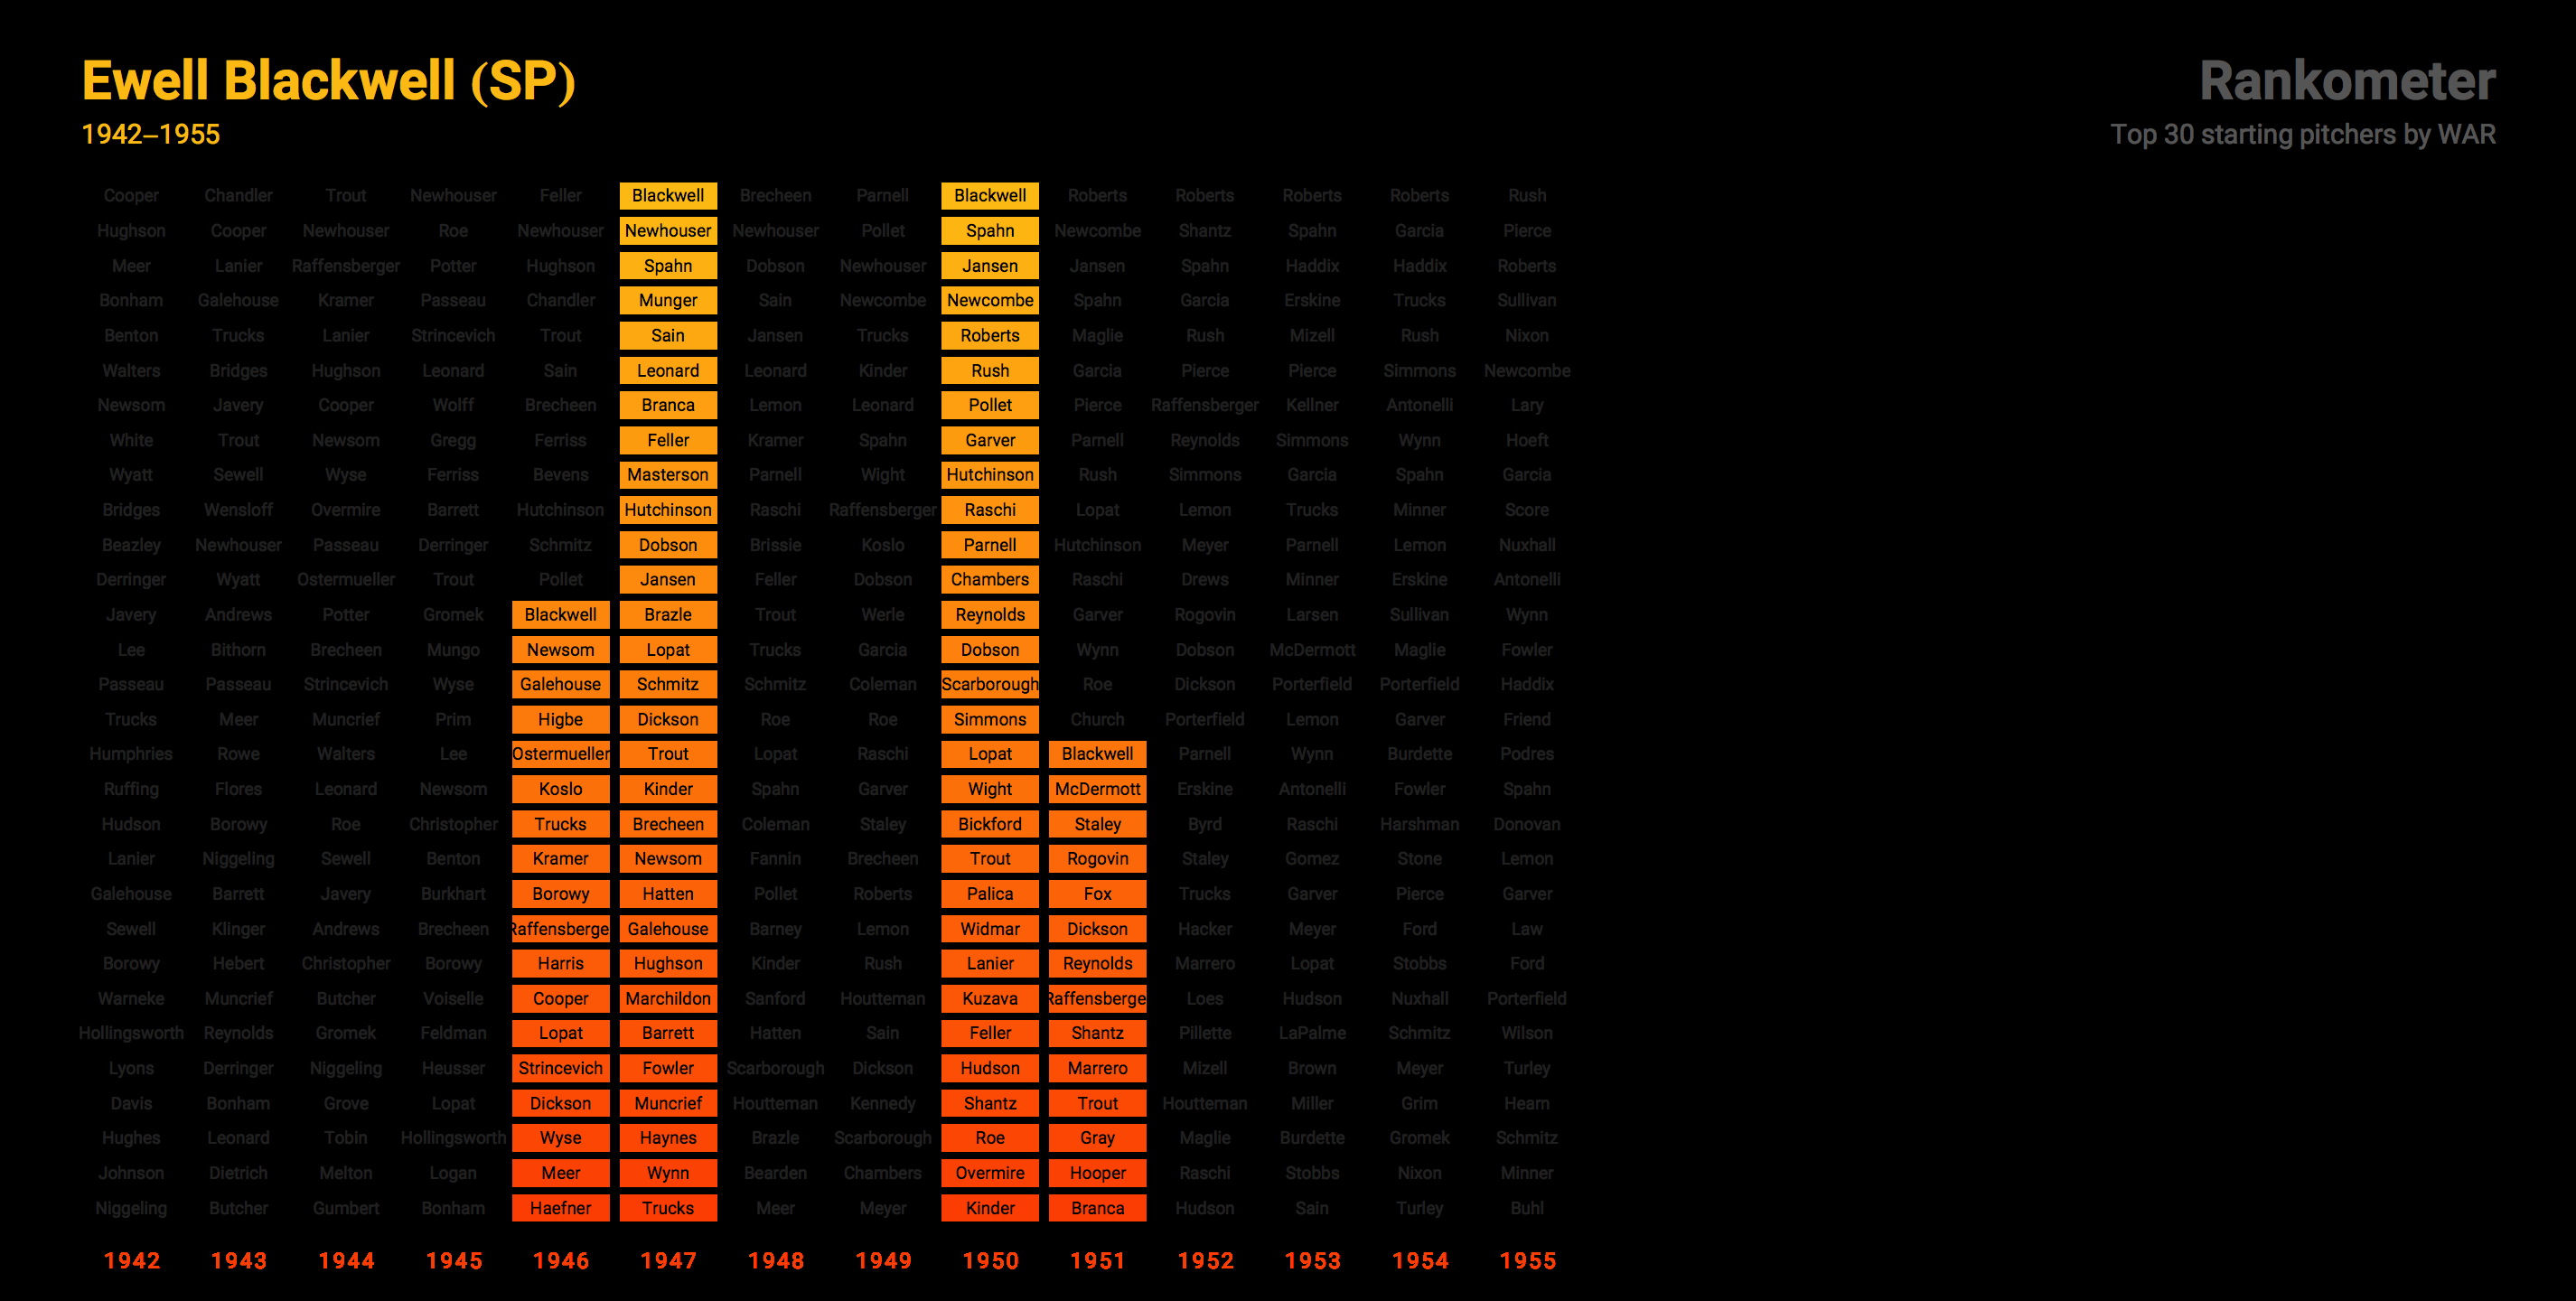 Ewell Blackwell (SP)
1942–1955
Rankometer
Top 30 starting pitchers by WAR
Cooper Chandler Trout Newhouser Feller Blackwell Brecheen Parnell Blackwell Roberts Roberts Roberts Roberts Rush
Hughson Cooper Newhouser Roe Newhouser Newhouser Newhouser Pollet Spahn Newcombe Shantz Spahn Garcia Pierce
Meer Lanier Raffensberger Potter Hughson Spahn Dobson Newhouser Jansen Jansen Spahn Haddix Haddix Roberts
Bonham Galehouse Kramer Passeau Chandler Munger Sain Newcombe Newcombe Spahn Garcia Erskine Trucks Sullivan
Benton Trucks Lanier Strincevich Trout Sain Jansen Trucks Roberts Maglie Rush Mizell Rush Nixon
Walters Bridges Hughson Leonard Sain Leonard Leonard Kinder Rush Garcia Pierce Pierce Simmons Newcombe
Newsom Javery Cooper Wolff Brecheen Branca Lemon Leonard Pollet Pierce Raffensberger Kellner Antonelli Lary
White Trout Newsom Gregg Ferriss Feller Kramer Spahn Garver Parnell Reynolds Simmons Wynn Hoeft
Wyatt Sewell Wyse Ferriss Bevens Masterson Parnell Wight Hutchinson Rush Simmons Garcia Spahn Garcia
Bridges Wensloff Overmire Barrett Hutchinson Hutchinson Raschi Raffensberger Raschi Lopat Lemon Trucks Minner Score
Beazley Newhouser Passeau Derringer Schmitz Dobson Brissie Koslo Parnell Hutchinson Meyer Parnell Lemon Nuxhall
Derringer Wyatt Ostermueller Trout Pollet Jansen Feller Dobson Chambers Raschi Drews Minner Erskine Antonelli
Javery Andrews Potter Gromek Blackwell Brazle Trout Werle Reynolds Garver Rogovin Larsen Sullivan Wynn
Lee Bithorn Brecheen Mungo Newsom Lopat Trucks Garcia Dobson Wynn Dobson McDermott Maglie Fowler
Passeau Passeau Strincevich Wyse Galehouse Schmitz Schmitz Coleman Scarborough Roe Dickson Porterfield Porterfield Haddix
Trucks Meer Muncrief Prim Higbe Dickson Roe Roe Simmons Church Porterfield Lemon Garver Friend
Humphries Rowe Walters Lee Ostermueller Trout Lopat Raschi Lopat Blackwell Parnell Wynn Burdette Podres
Ruffing Flores Leonard Newsom Koslo Kinder Spahn Garver Wight McDermott Erskine Antonelli Fowler Spahn
Hudson Borowy Roe Christopher Trucks Brecheen Coleman Staley Bickford Staley Byrd Raschi Harshman Donovan
Lanier Niggeling Sewell Benton Kramer Newsom Fannin Brecheen Trout Rogovin Staley Gomez Stone Lemon
Galehouse Barrett Javery Burkhart Borowy Hatten Pollet Roberts Palica Fox Trucks Garver Pierce Garver
Sewell Klinger Andrews Brecheen Raffensberge Galehouse Barney Lemon Widmar Dickson Hacker Meyer Ford Law
Borowy Hebert Christopher Borowy Harris Hughson Kinder Rush Lanier Reynolds Marrero Lopat Stobbs Ford
Warneke Muncrief Butcher Voiselle Cooper Marchildon Sanford Houtteman Kuzava Raffensberge Loes Hudson Nuxhall Porterfield
Hollingsworth Reynolds Gromek Feldman Lopat Barrett Hatten Sain Feller Shantz Pillette LaPalme Schmitz Wilson
Lyons Derringer Niggeling Heusser Strincevich Fowler Scarborough Dickson Hudson Marrero Mizell Brown Meyer Turley
Davis Bonham Grove Lopat Dickson Muncrief Houtteman Kennedy Shantz Trout Houtteman Miller Grim Hearn
Hughes Leonard Tobin Hollingsworth Wyse Haynes Brazle Scarborough Roe Gray Maglie Burdette Gromek Schmitz
Johnson Dietrich Melton Logan Meer Wynn Bearden Chambers Overmire Hooper Raschi Stobbs Nixon Minner
Niggeling Butcher Gumbert Bonham Haefner Trucks Meer Meyer Kinder Branca Hudson Sain Turley Buhl
1942 1943 1944 1945 1946 1947 1948 1949 1950 1951 1952 1953 1954 1955